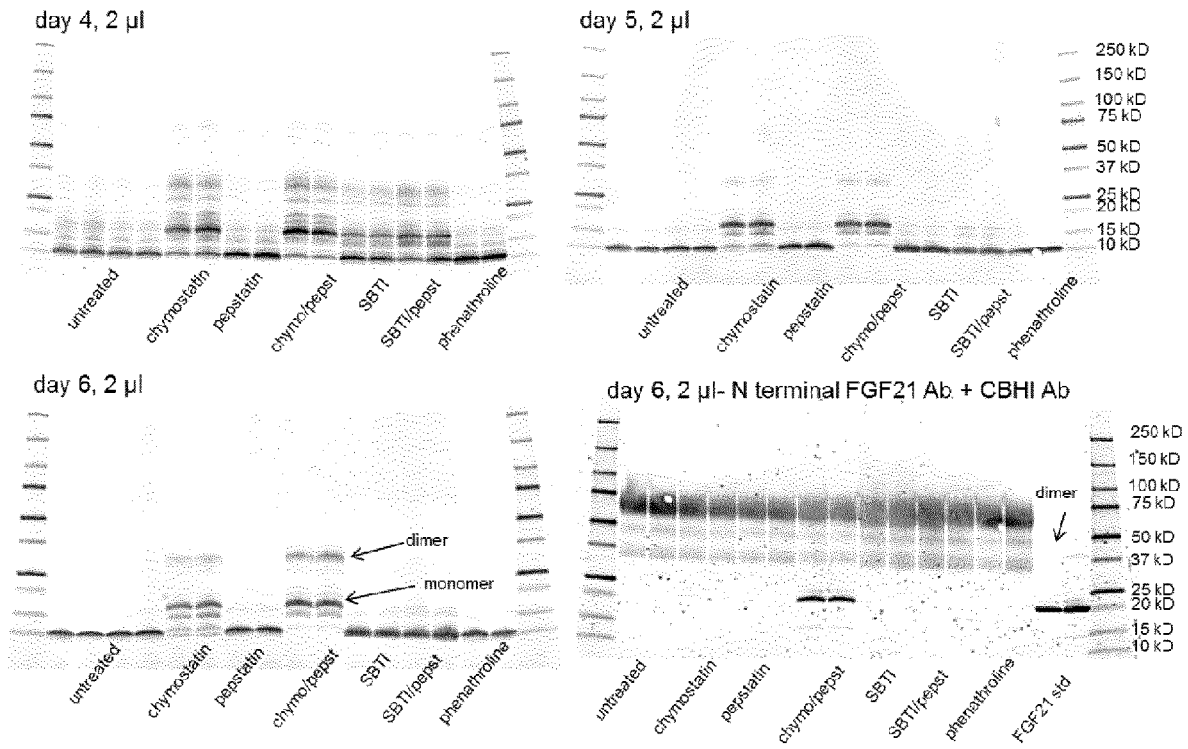 day 4, 2 µl
untreated
chymostatin
pepstatin
chymo/pepst
SBTI
SBTI/pepst
phenathroline
day 5, 2 µl
250 kD
150 kD
100 kD
75 kD
50 kD
37 kD
25 kD
20 kD
15 kD
10 kD
untreated
chymostatin
pepstatin
chymo/pepst
SBTI
SBTI/pepst
phenathroline
day 6, 2 µl
dimer
monomer
untreated
chymostatin
pepstatin
chymo/pepst
SBTI
SBTI/pepst
phenathroline
day 6, 2 µl- N terminal FGF21 Ab + CBHI Ab
dimer
250 kD
150 kD
100 kD
75 kD
50 kD
37 kD
25 kD
20 kD
15 kD
10 kD
untreated
chymostatin
pepstatin
chymo/pepst
SBTI
SBTI/pepst
phenathroline
FGF21 std